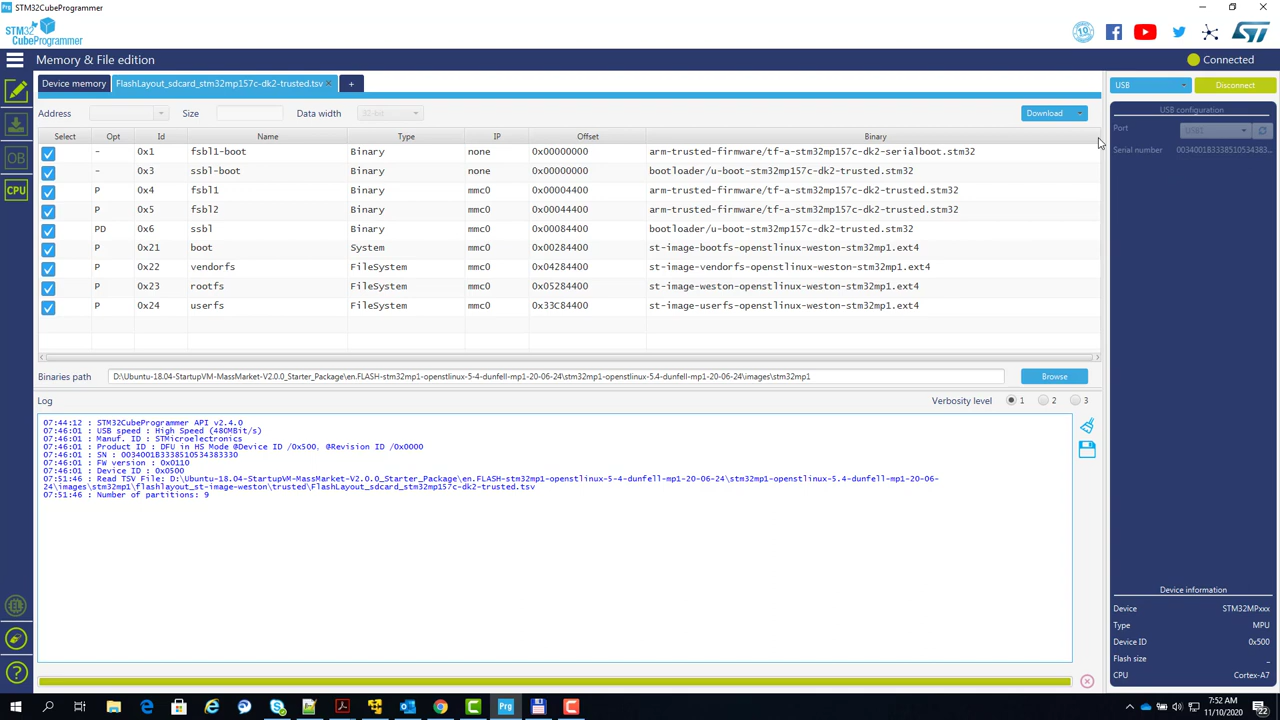 Prg STM32CubeProgrammer
STM32
CubeProgrammer
10
ST
Memory & File edition
Connected
Device memory
FlashLayout_sdcard_stm32mp157c-dk2-trusted.tsv ×
+
USB
Disconnect
Address
Size
Data width
32-bit
Download
USB configuration
Port
USB1
Serial number
0034001B3338510534383...
Select Opt Id Name Type IP Offset Binary
- 0x1 fsbl1-boot Binary none 0x00000000 arm-trusted-firmware/tf-a-stm32mp157c-dk2-serialboot.stm32
- 0x3 ssbl-boot Binary none 0x00000000 bootloader/u-boot-stm32mp157c-dk2-trusted.stm32
P 0x4 fsbl1 Binary mmc0 0x00004400 arm-trusted-firmware/tf-a-stm32mp157c-dk2-trusted.stm32
P 0x5 fsbl2 Binary mmc0 0x00044400 arm-trusted-firmware/tf-a-stm32mp157c-dk2-trusted.stm32
PD 0x6 ssbl Binary mmc0 0x00084400 bootloader/u-boot-stm32mp157c-dk2-trusted.stm32
P 0x21 boot System mmc0 0x00284400 st-image-bootfs-openstlinux-weston-stm32mp1.ext4
P 0x22 vendorfs FileSystem mmc0 0x04284400 st-image-vendorfs-openstlinux-weston-stm32mp1.ext4
P 0x23 rootfs FileSystem mmc0 0x05284400 st-image-weston-openstlinux-weston-stm32mp1.ext4
P 0x24 userfs FileSystem mmc0 0x33C84400 st-image-userfs-openstlinux-weston-stm32mp1.ext4
OB
CPU
Binaries path
D:\Ubuntu-18.04-StartupVM-MassMarket-V2.0.0_Starter_Package\en.FLASH-stm32mp1-openstlinux-5-4-dunfell-mp1-20-06-24\stm32mp1-openstlinux-5.4-dunfell-mp1-20-06-24\images\stm32mp1
Browse
Log
Verbosity level 1 2 3
07:44:12 : STM32CubeProgrammer API v2.4.0
07:46:01 : USB speed : High Speed (480MBit/s)
07:46:01 : Manuf. ID : STMicroelectronics
07:46:01 : Product ID : DFU in HS Mode @Device ID /0x500, @Revision ID /0x0000
07:46:01 : SN : 0034001B3338510534383330
07:46:01 : FW version : 0x0110
07:46:01 : Device ID : 0x0500
07:51:46 : Read TSV File: D:\Ubuntu-18.04-StartupVM-MassMarket-V2.0.0_Starter_Package\en.FLASH-stm32mp1-openstlinux-5-4-dunfell-mp1-20-06-24\stm32mp1-openstlinux-5.4-dunfell-mp1-20-06-
24\images\stm32mp1\flashlayout_st-image-weston\trusted\FlashLayout_sdcard_stm32mp157c-dk2-trusted.tsv
07:51:46 : Number of partitions: 9
Device information
Device STM32MPxxx
Type MPU
Device ID 0x500
Flash size _
CPU Cortex-A7
EL
?
Prg
7:52 AM
11/10/2020
22